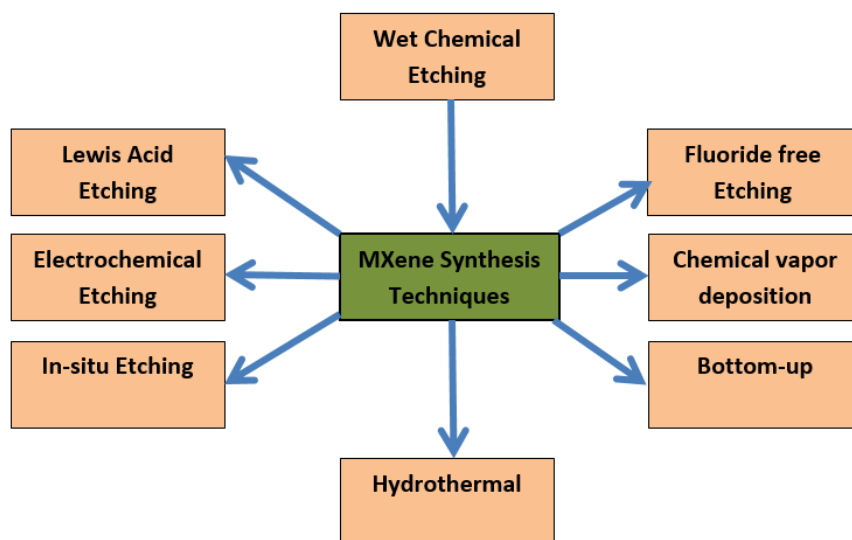 Wet Chemical
Etching
Lewis Acid
Etching
Fluoride free
Etching
Electrochemical
Etching
MXene Synthesis
Techniques
Chemical vapor
deposition
In-situ Etching
Bottom-up
Hydrothermal